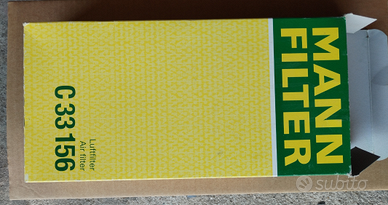 MANN
FILTER
C 33 156
Luftfilter
Air filter
subito